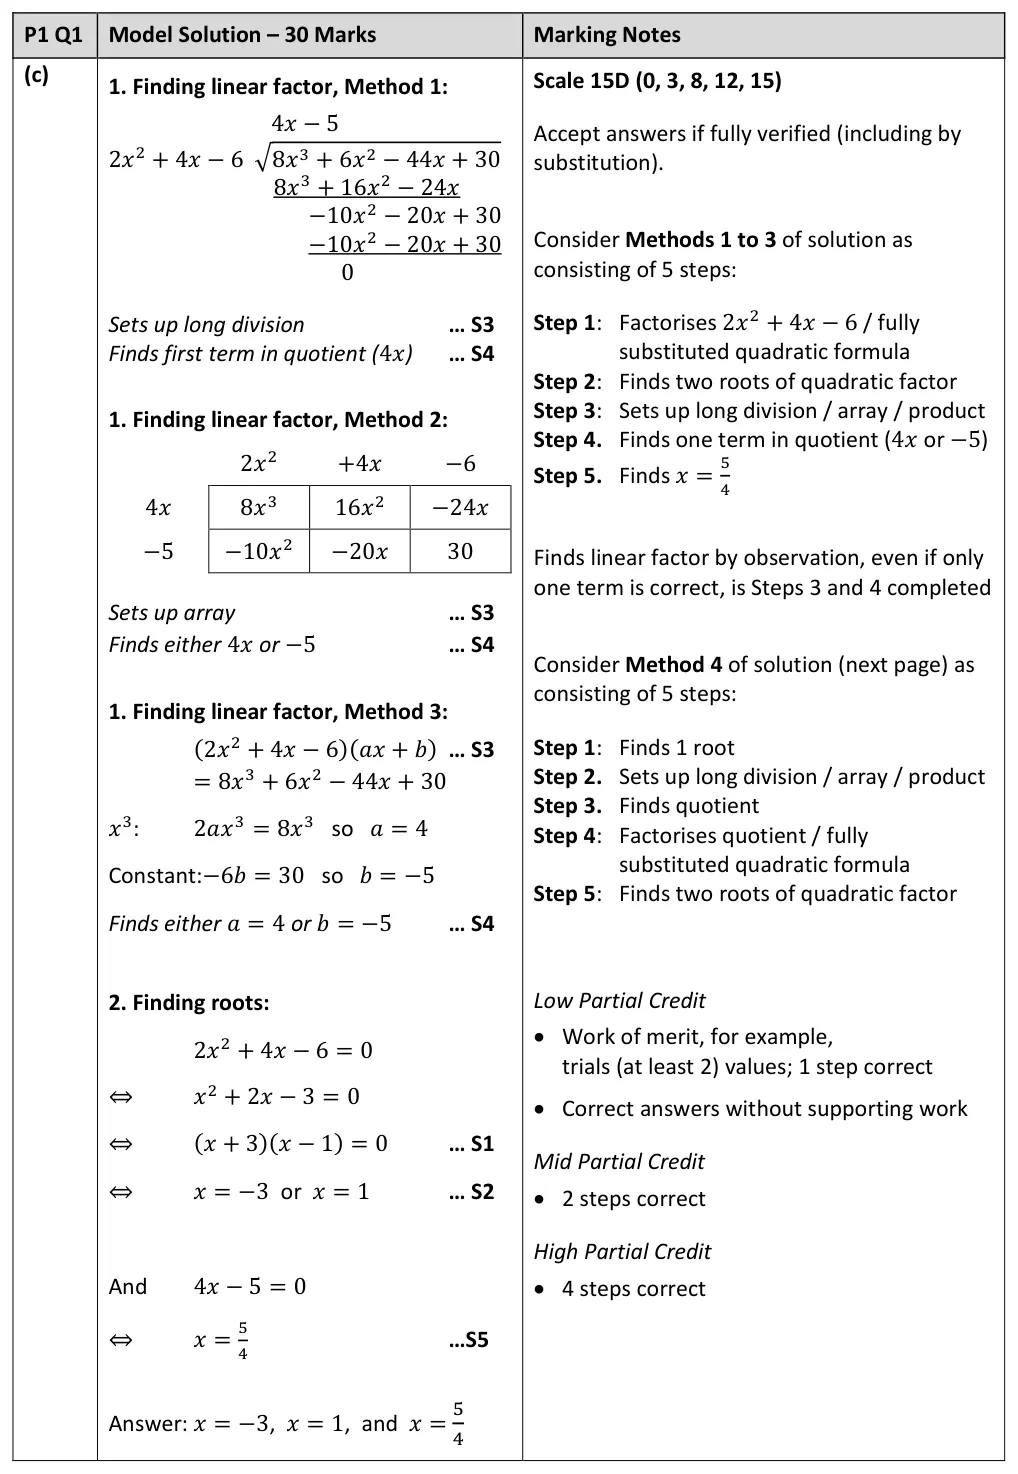 P1 Q1 Model Solution – 30 Marks Marking Notes
(c)
1. Finding linear factor, Method 1:
4x − 5
2x² + 4x − 6 √8x³ + 6x² − 44x + 30
8x³ + 16x² − 24x
−10x² − 20x + 30
−10x² − 20x + 30
0
Sets up long division … S3
Finds first term in quotient (4x) … S4
1. Finding linear factor, Method 2:
2x² +4x −6
4x 8x³ 16x² −24x
−5 −10x² −20x 30
Sets up array … S3
Finds either 4x or −5 … S4
1. Finding linear factor, Method 3:
(2x² + 4x − 6)(ax + b) … S3
= 8x³ + 6x² − 44x + 30
x³: 2ax³ = 8x³ so a = 4
Constant:−6b = 30 so b = −5
Finds either a = 4 or b = −5 … S4
2. Finding roots:
2x² + 4x − 6 = 0
⇔ x² + 2x − 3 = 0
⇔ (x + 3)(x − 1) = 0 … S1
⇔ x = −3 or x = 1 … S2
And 4x − 5 = 0
⇔ x = 5/4 …S5
Answer: x = −3, x = 1, and x = 5/4
Scale 15D (0, 3, 8, 12, 15)
Accept answers if fully verified (including by
substitution).
Consider Methods 1 to 3 of solution as
consisting of 5 steps:
Step 1: Factorises 2x² + 4x − 6 / fully
substituted quadratic formula
Step 2: Finds two roots of quadratic factor
Step 3: Sets up long division / array / product
Step 4. Finds one term in quotient (4x or −5)
Step 5. Finds x = 5/4
Finds linear factor by observation, even if only
one term is correct, is Steps 3 and 4 completed
Consider Method 4 of solution (next page) as
consisting of 5 steps:
Step 1: Finds 1 root
Step 2. Sets up long division / array / product
Step 3. Finds quotient
Step 4: Factorises quotient / fully
substituted quadratic formula
Step 5: Finds two roots of quadratic factor
Low Partial Credit
• Work of merit, for example,
trials (at least 2) values; 1 step correct
• Correct answers without supporting work
Mid Partial Credit
• 2 steps correct
High Partial Credit
• 4 steps correct